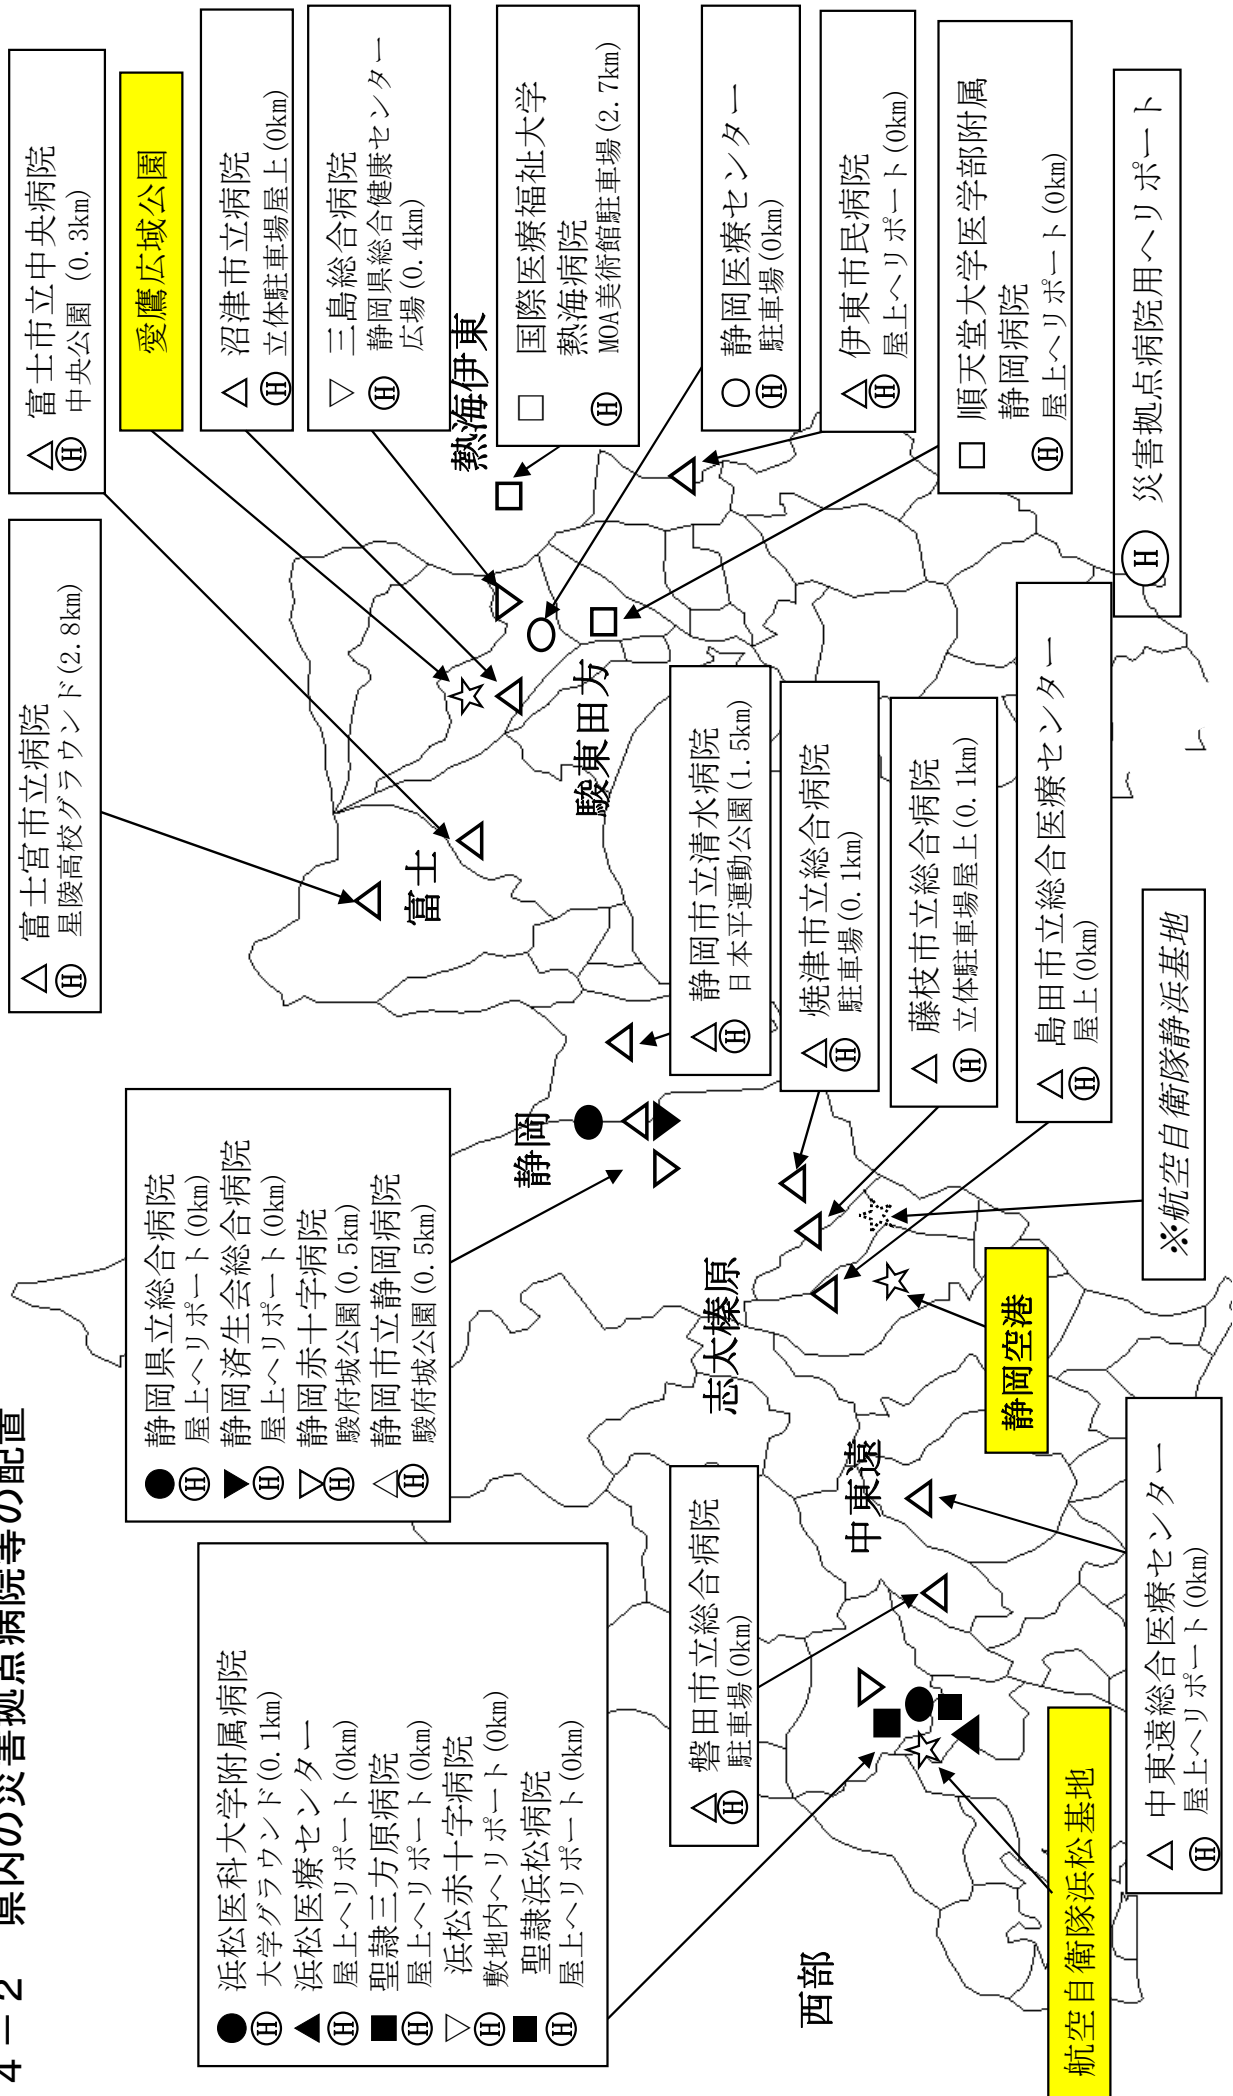 ４－２　県内の災害拠点病院等の配置
● 浜松医科大学附属病院
Ⓗ 大学グラウンド(0.1km)
▲ 浜松医療センター
Ⓗ 屋上ヘリポート(0km)
■ 聖隷三方原病院
Ⓗ 屋上ヘリポート(0km)
▽ 浜松赤十字病院
Ⓗ 敷地内ヘリポート(0km)
■ 聖隷浜松病院
Ⓗ 屋上ヘリポート(0km)
● 静岡県立総合病院
Ⓗ 屋上ヘリポート(0km)
▼ 静岡済生会総合病院
Ⓗ 屋上ヘリポート(0km)
▽ 静岡赤十字病院
Ⓗ 駿府城公園(0.5km)
△ 静岡市立静岡病院
Ⓗ 駿府城公園(0.5km)
△ 富士宮市立病院
Ⓗ 星陵高校グラウンド(2.8km)
△ 富士市立中央病院
Ⓗ 中央公園(0.3km)
愛鷹広域公園
△ 沼津市立病院
Ⓗ 立体駐車場屋上(0km)
▽ 三島総合病院
静岡県総合健康センター
Ⓗ 広場(0.4km)
熱海伊東
□ 国際医療福祉大学
熱海病院
Ⓗ MOA美術館駐車場(2.7km)
○ 静岡医療センター
Ⓗ 駐車場(0km)
△ 伊東市民病院
Ⓗ 屋上ヘリポート(0km)
□ 順天堂大学医学部附属
静岡病院
Ⓗ 屋上ヘリポート(0km)
Ⓗ 災害拠点病院用ヘリポート
富士
駿東田方
静岡
志太榛原
中東遠
西部
△ 静岡市立清水病院
Ⓗ 日本平運動公園(1.5km)
△ 焼津市立総合病院
Ⓗ 駐車場(0.1km)
△ 藤枝市立総合病院
Ⓗ 立体駐車場屋上(0.1km)
△ 島田市立総合医療センター
Ⓗ 屋上(0km)
※航空自衛隊静浜基地
静岡空港
△ 磐田市立総合病院
Ⓗ 駐車場(0km)
△ 中東遠総合医療センター
Ⓗ 屋上ヘリポート(0km)
航空自衛隊浜松基地